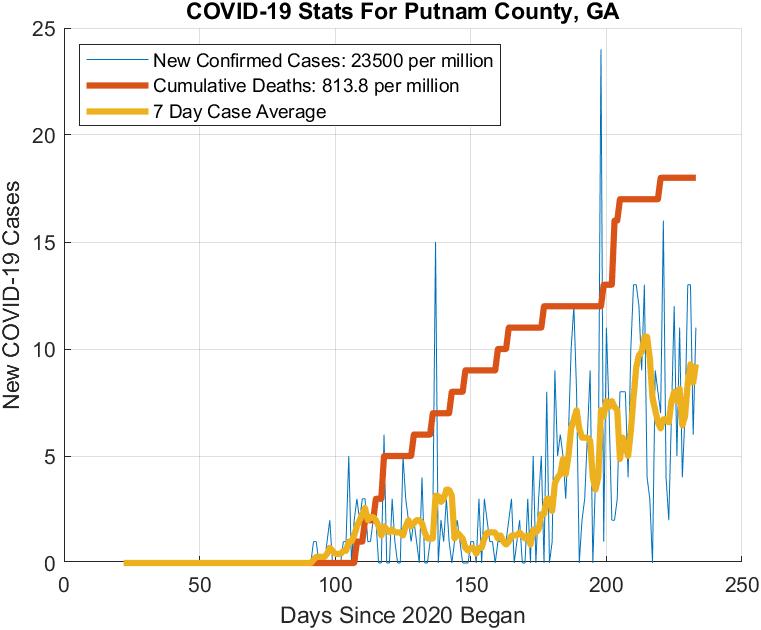 COVID-19 Stats For Putnam County, GA
New Confirmed Cases: 23500 per million
Cumulative Deaths: 813.8 per million
7 Day Case Average
New COVID-19 Cases
25
20
15
10
5
0
0 50 100 150 200 250
Days Since 2020 Began